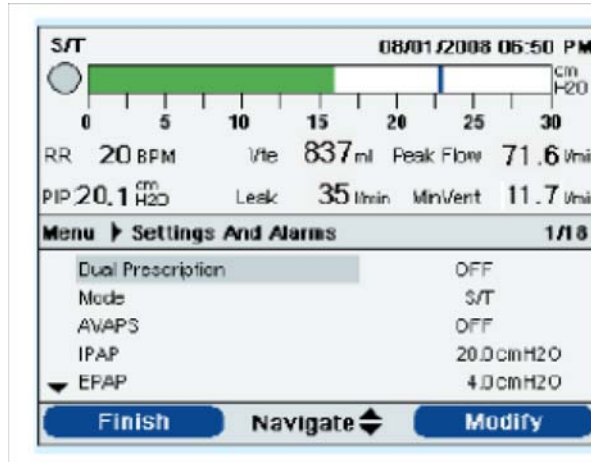 S/T 08/01/2008 06:50 PM
cm H2O
0 5 10 15 20 25 30
RR 20 BPM Vte 837 ml Peak Flow 71.6 l/min
PIP 20.1 cm H2O Leak 35 l/min MinVent 11.7 l/min
Menu Settings And Alarms 1/18
Dual Prescription OFF
Mode S/T
AVAPS OFF
IPAP 20.0 cmH2O
EPAP 4.0 cmH2O
Finish Navigate Modify